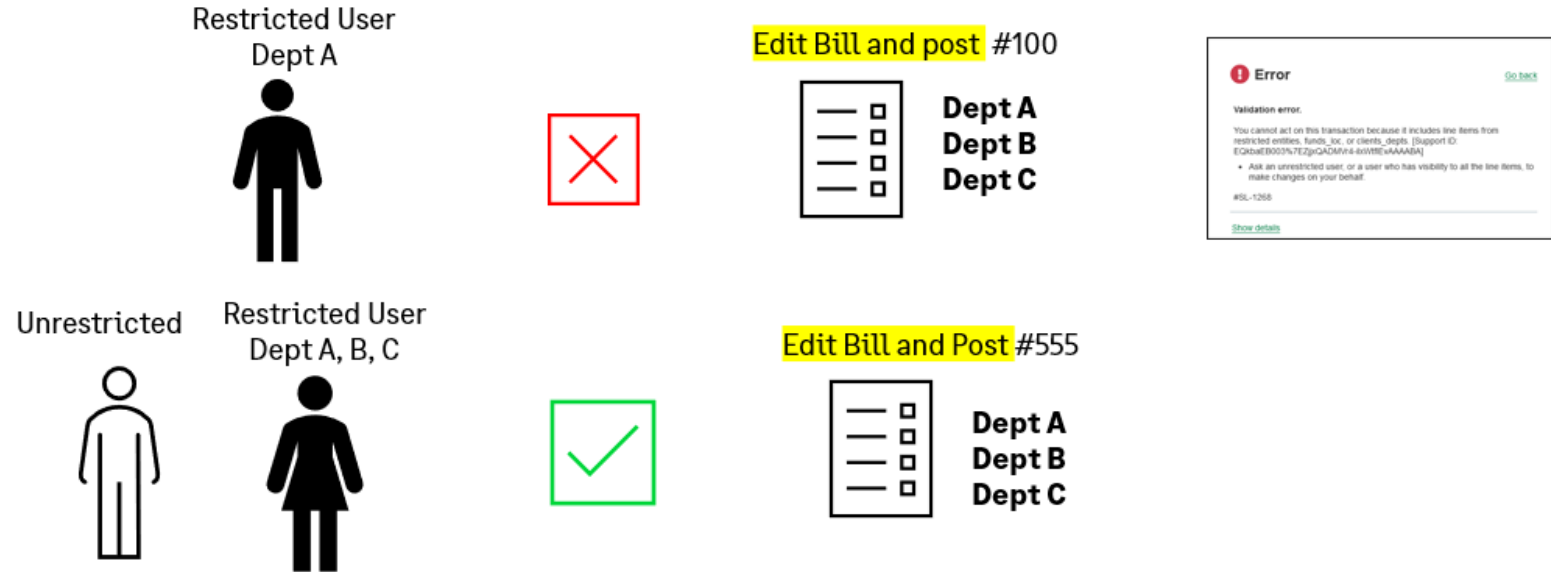 Restricted User
Dept A
Edit Bill and post #100
Dept A
Dept B
Dept C
Error
Go back
Validation error.
You cannot act on this transaction because it includes line items from
restricted entities, funds_loc, or clients_depts. [Support ID:
Ask an unrestricted user, or a user who has visibility to all the line items, to
make changes on your behalf.
#SL-1268
Show details
Unrestricted
Restricted User
Dept A, B, C
Edit Bill and Post #555
Dept A
Dept B
Dept C